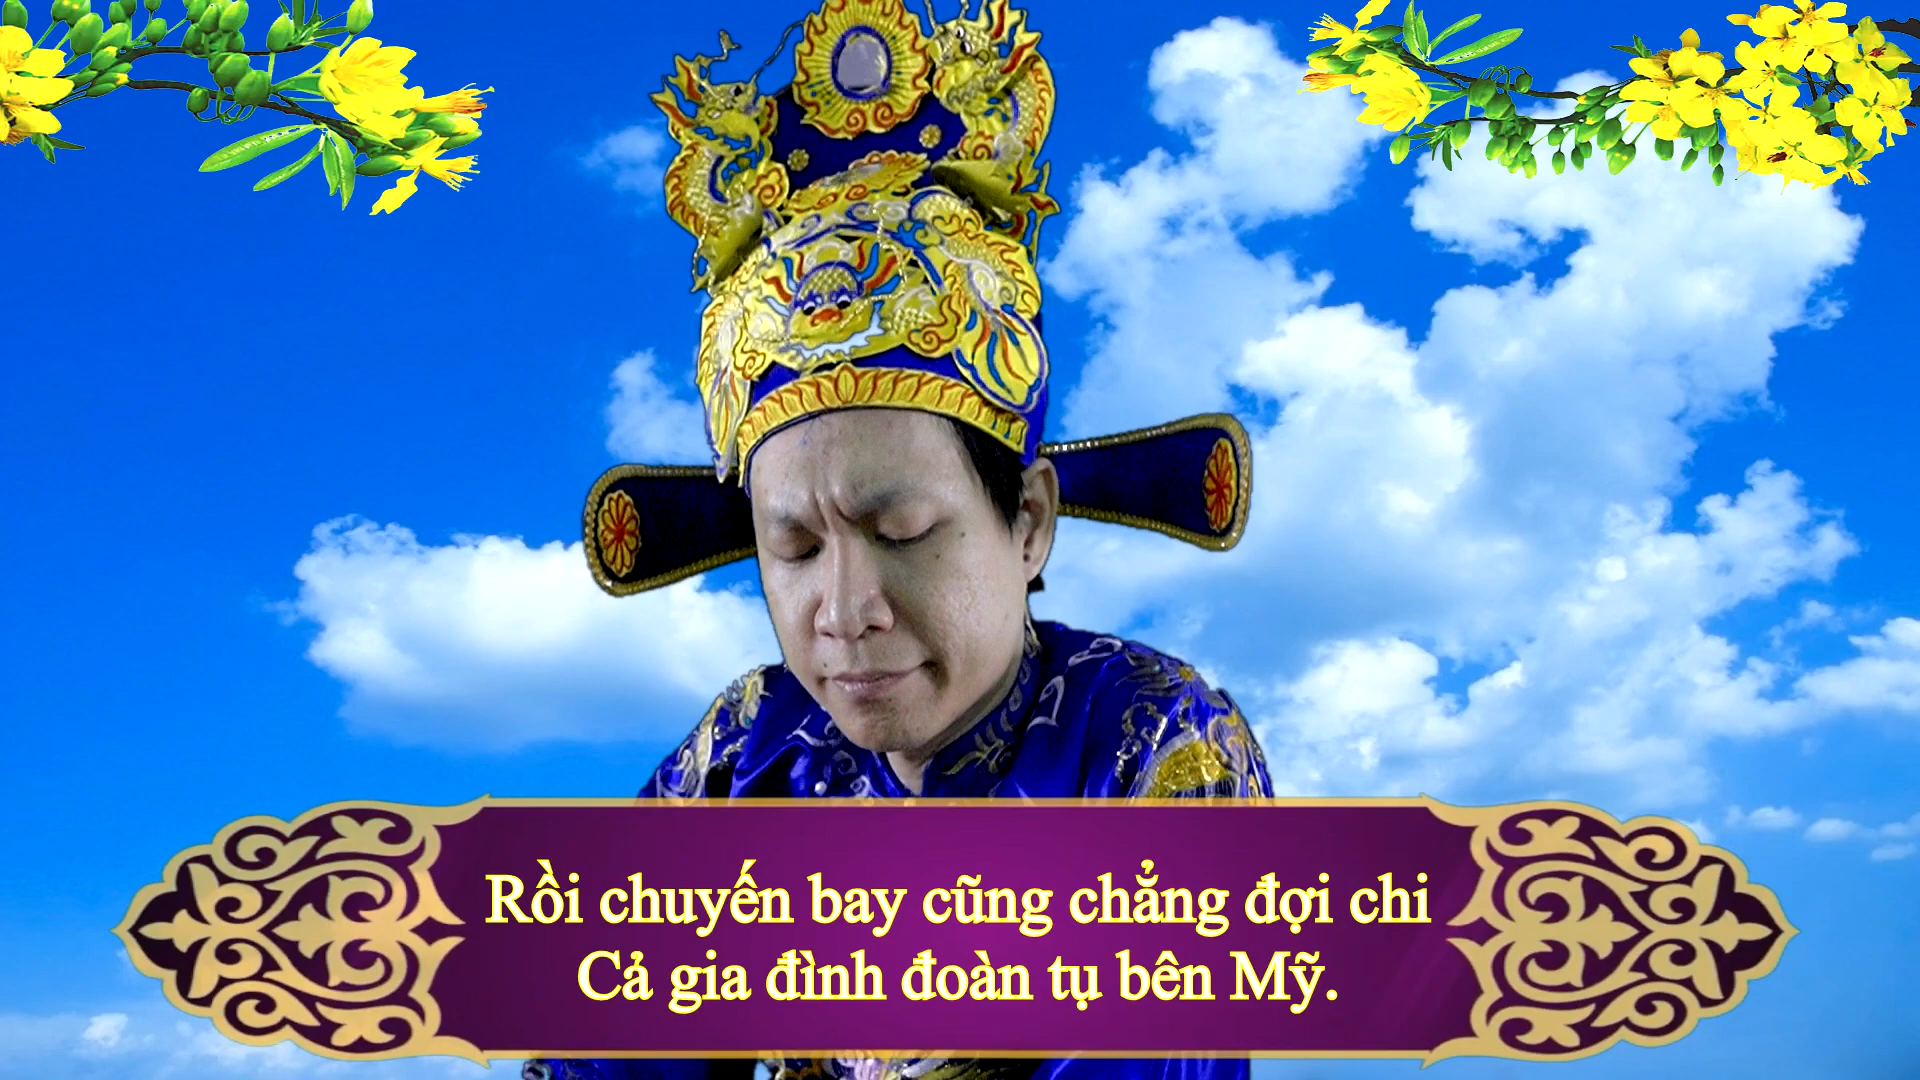 Rồi chuyến bay cũng chẳng đợi chi
Cả gia đình đoàn tụ bên Mỹ.